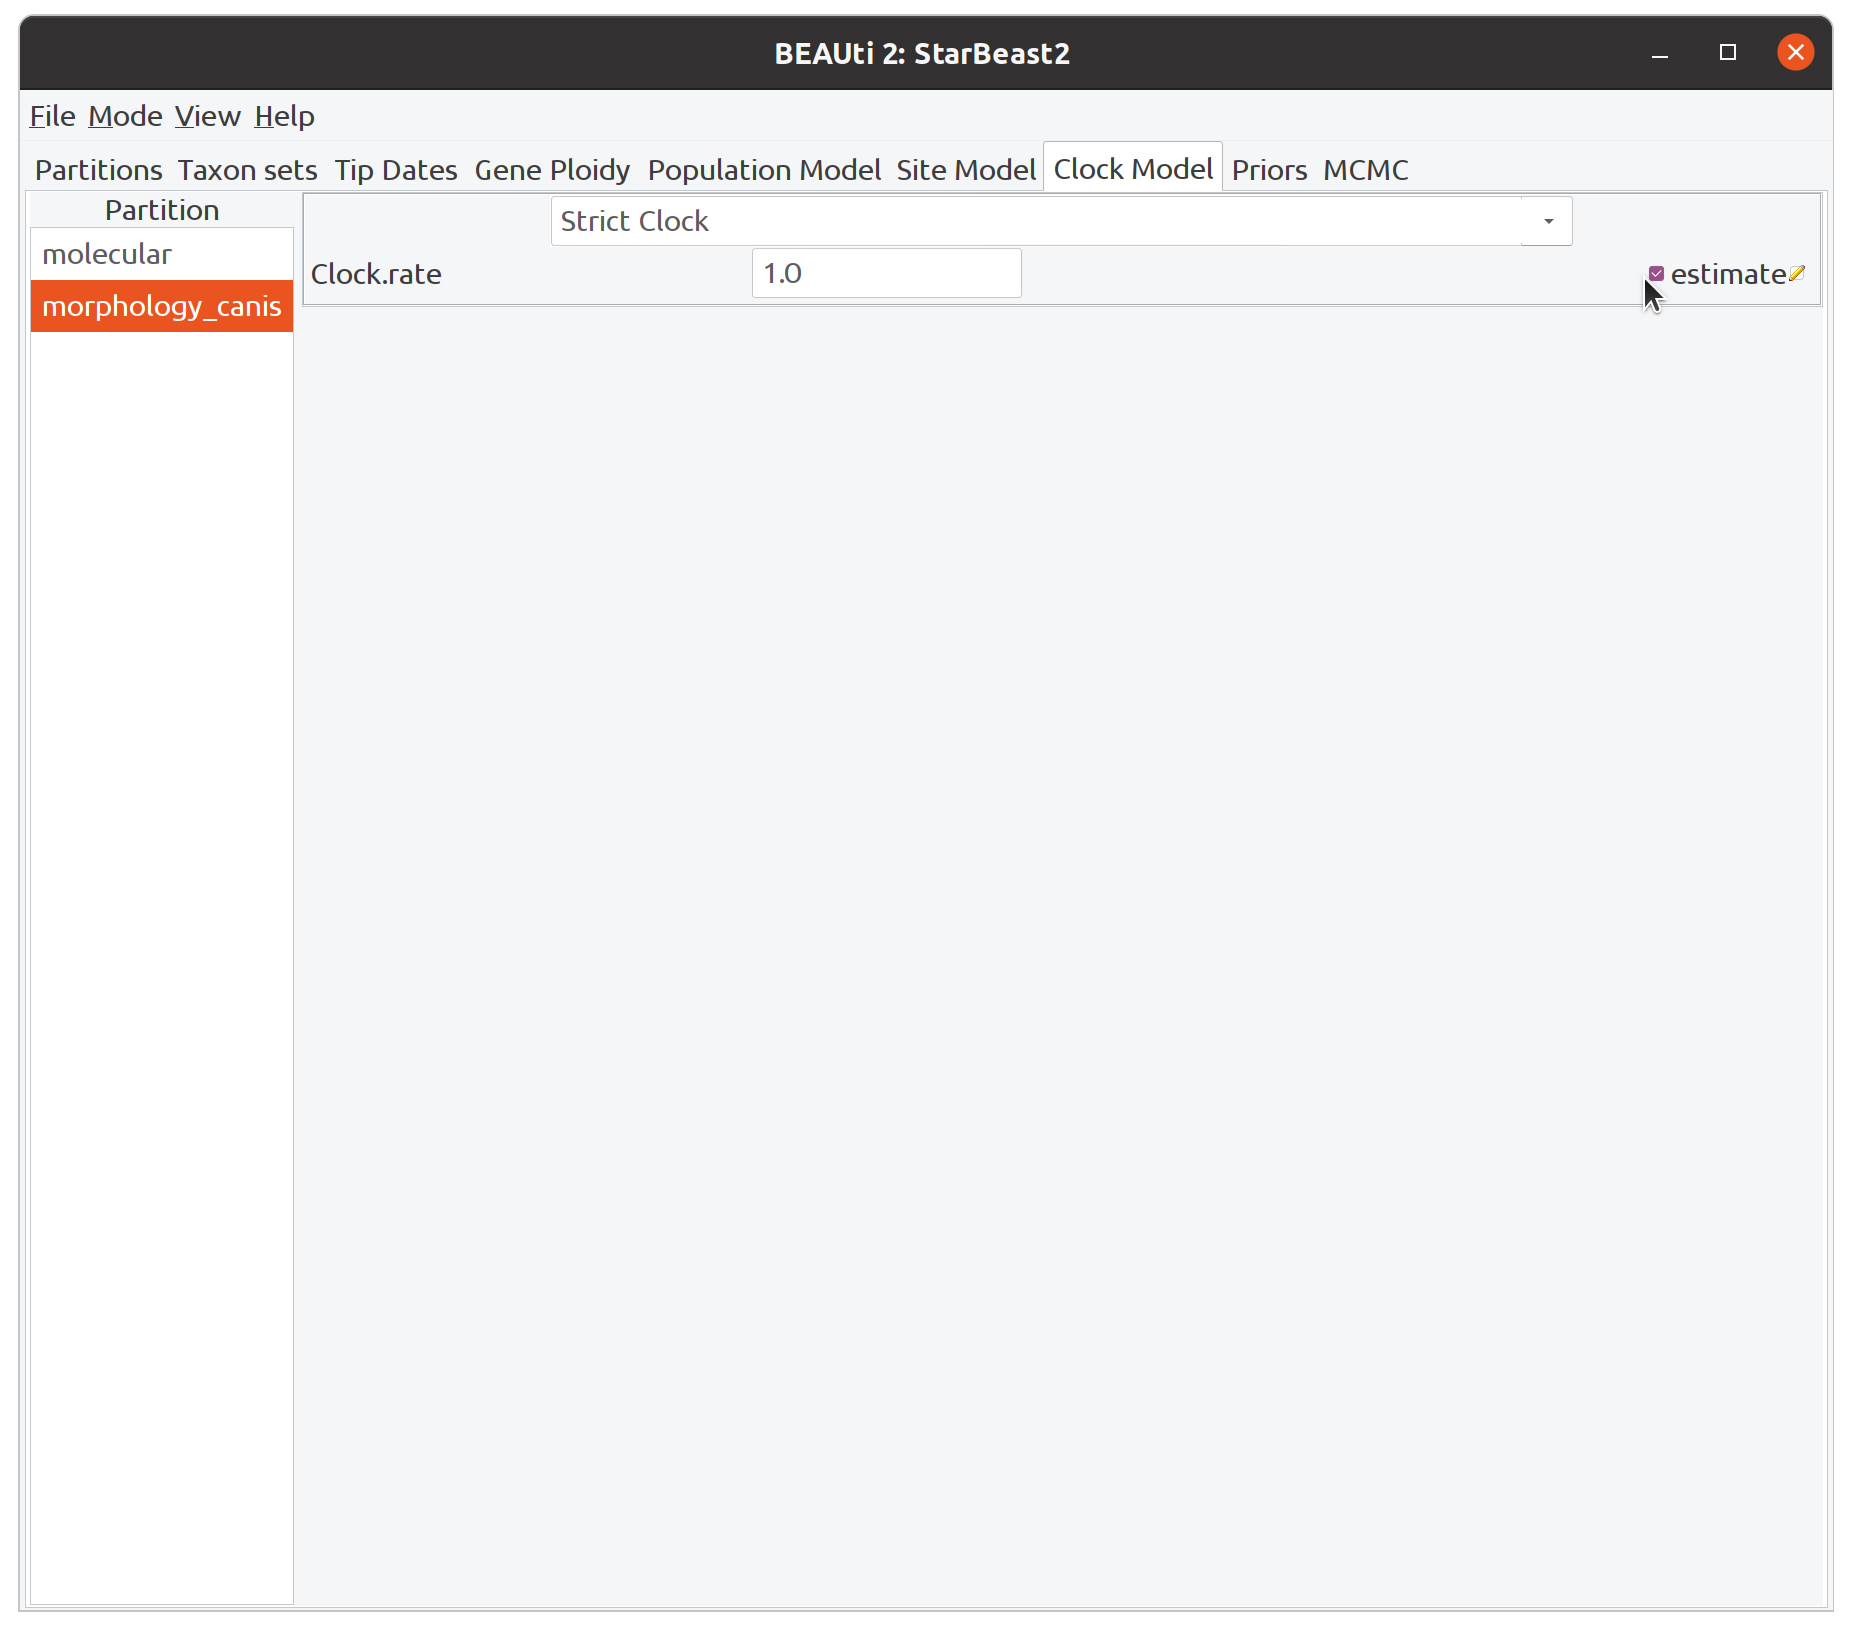 BEAUti 2: StarBeast2
File Mode View Help
Partitions Taxon sets Tip Dates Gene Ploidy Population Model Site Model Clock Model Priors MCMC
Partition
molecular
morphology_canis
Strict Clock
Clock.rate 1.0 estimate